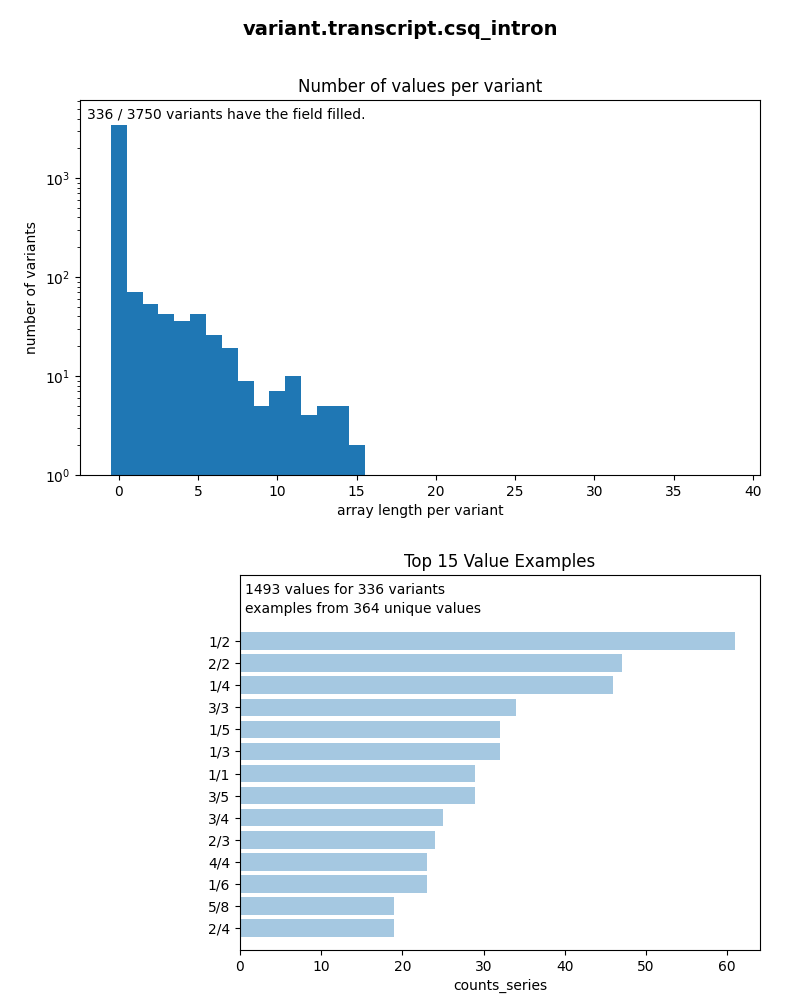 variant.transcript.csq_intron
Number of values per variant
336 / 3750 variants have the field filled.
number of variants
10³
10²
10¹
10⁰
0 5 10 15 20 25 30 35 40
array length per variant
Top 15 Value Examples
1493 values for 336 variants
examples from 364 unique values
1/2
2/2
1/4
3/3
1/5
1/3
1/1
3/5
3/4
2/3
4/4
1/6
5/8
2/4
0 10 20 30 40 50 60
counts_series